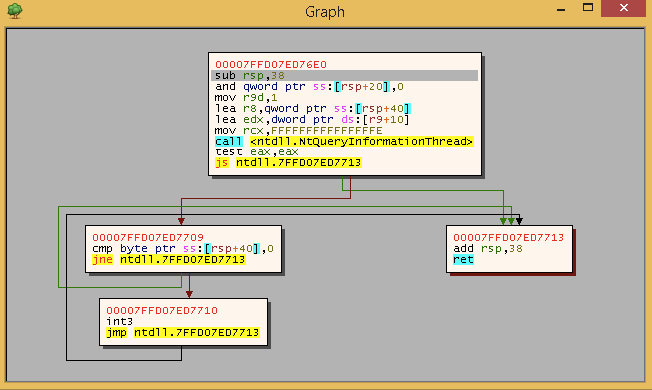 Graph
00007FFD07ED76E0
sub rsp,38
and qword ptr ss:[rsp+20],0
mov r9d,1
lea r8,qword ptr ss:[rsp+40]
lea edx,dword ptr ds:[r9+10]
mov rcx,FFFFFFFFFFFFFFFE
call <ntdll.NtQueryInformationThread>
test eax,eax
js ntdll.7FFD07ED7713
00007FFD07ED7709
cmp byte ptr ss:[rsp+40],0
jne ntdll.7FFD07ED7713
00007FFD07ED7713
add rsp,38
ret
00007FFD07ED7710
int3
jmp ntdll.7FFD07ED7713